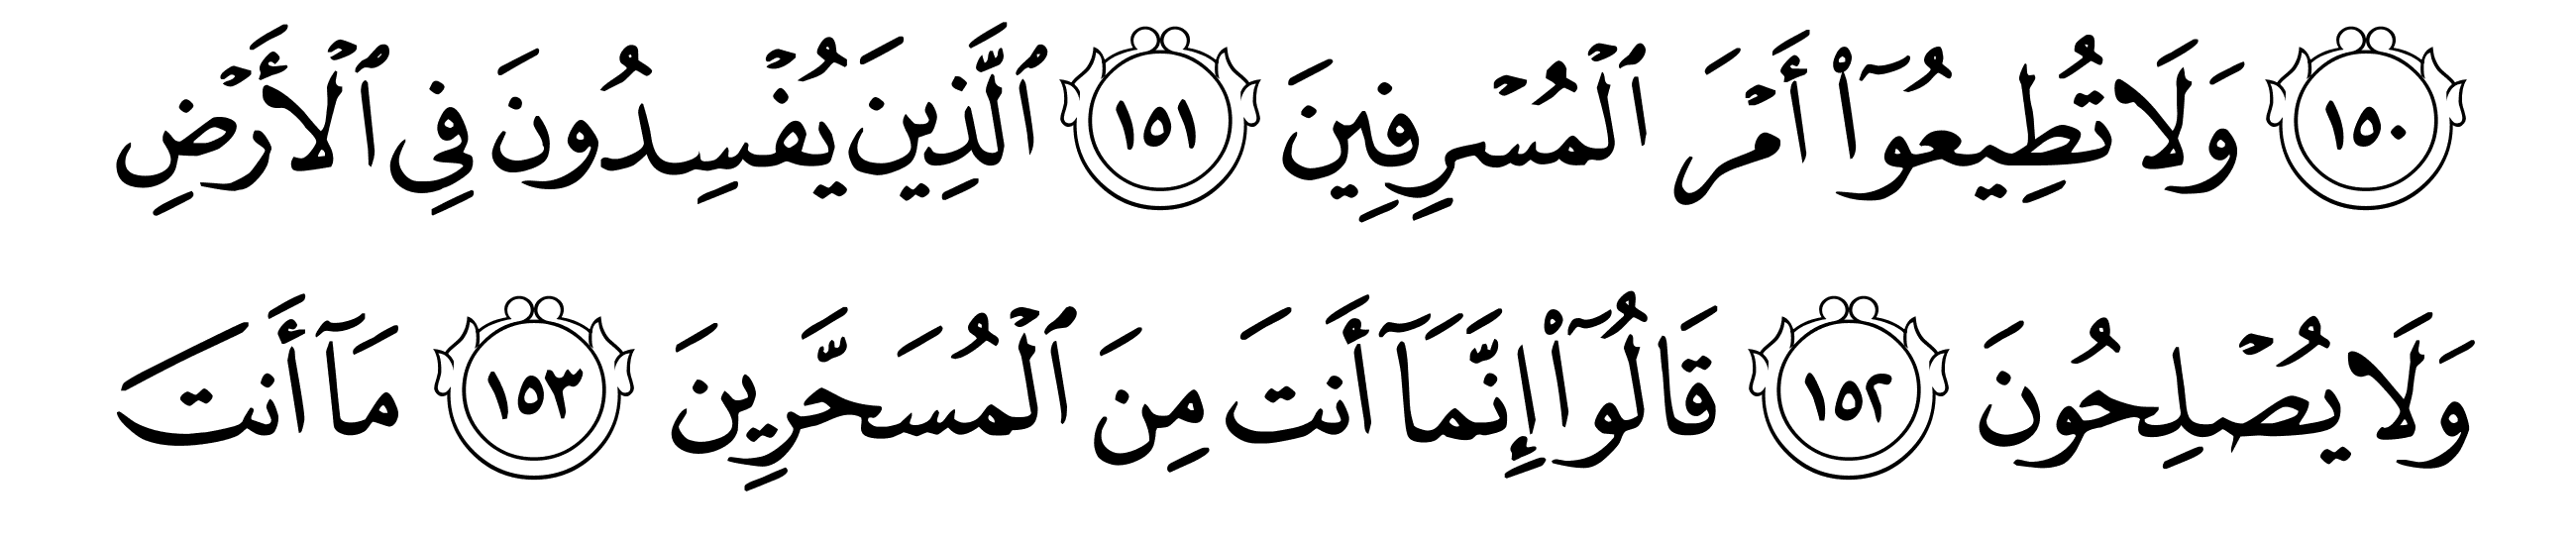 ١٥٠ وَلَا تُطِيعُوٓا۟ أَمْرَ ٱلْمُسْرِفِينَ ١٥١ ٱلَّذِينَ يُفْسِدُونَ فِى ٱلْأَرْضِ
وَلَا يُصْلِحُونَ ١٥٢ قَالُوٓا۟ إِنَّمَآ أَنتَ مِنَ ٱلْمُسَحَّرِينَ ١٥٣ مَآ أَنتَ